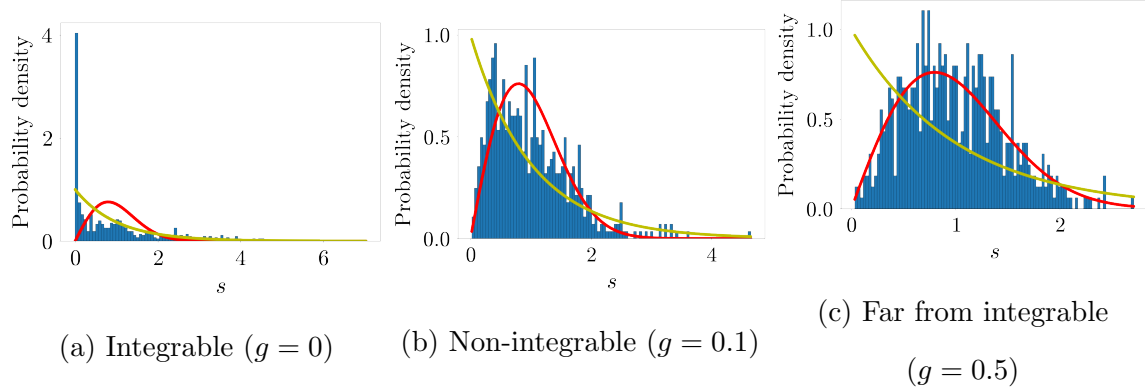 Probability density
4
2
0
0 2 4 6
s
(a) Integrable (g = 0)
Probability density
1.0
0.5
0.0
0 2 4
s
(b) Non-integrable (g = 0.1)
Probability density
1.0
0.5
0.0
0 1 2
s
(c) Far from integrable
(g = 0.5)